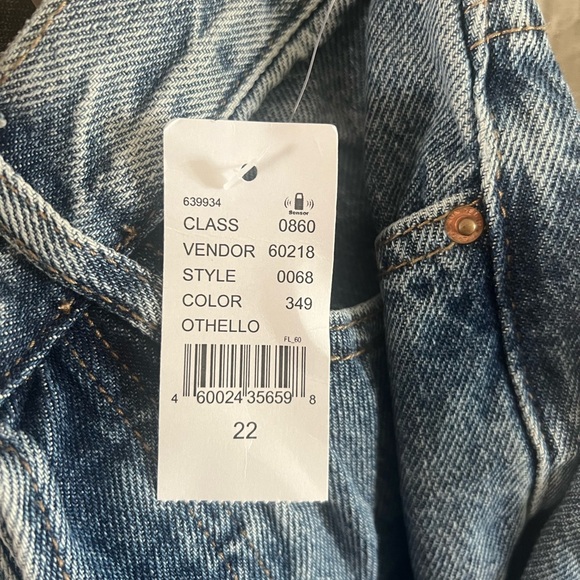 639934
Sensor
CLASS 0860
VENDOR 60218
STYLE 0068
COLOR 349
OTHELLO
FL_60
4 60024 35659 8
22